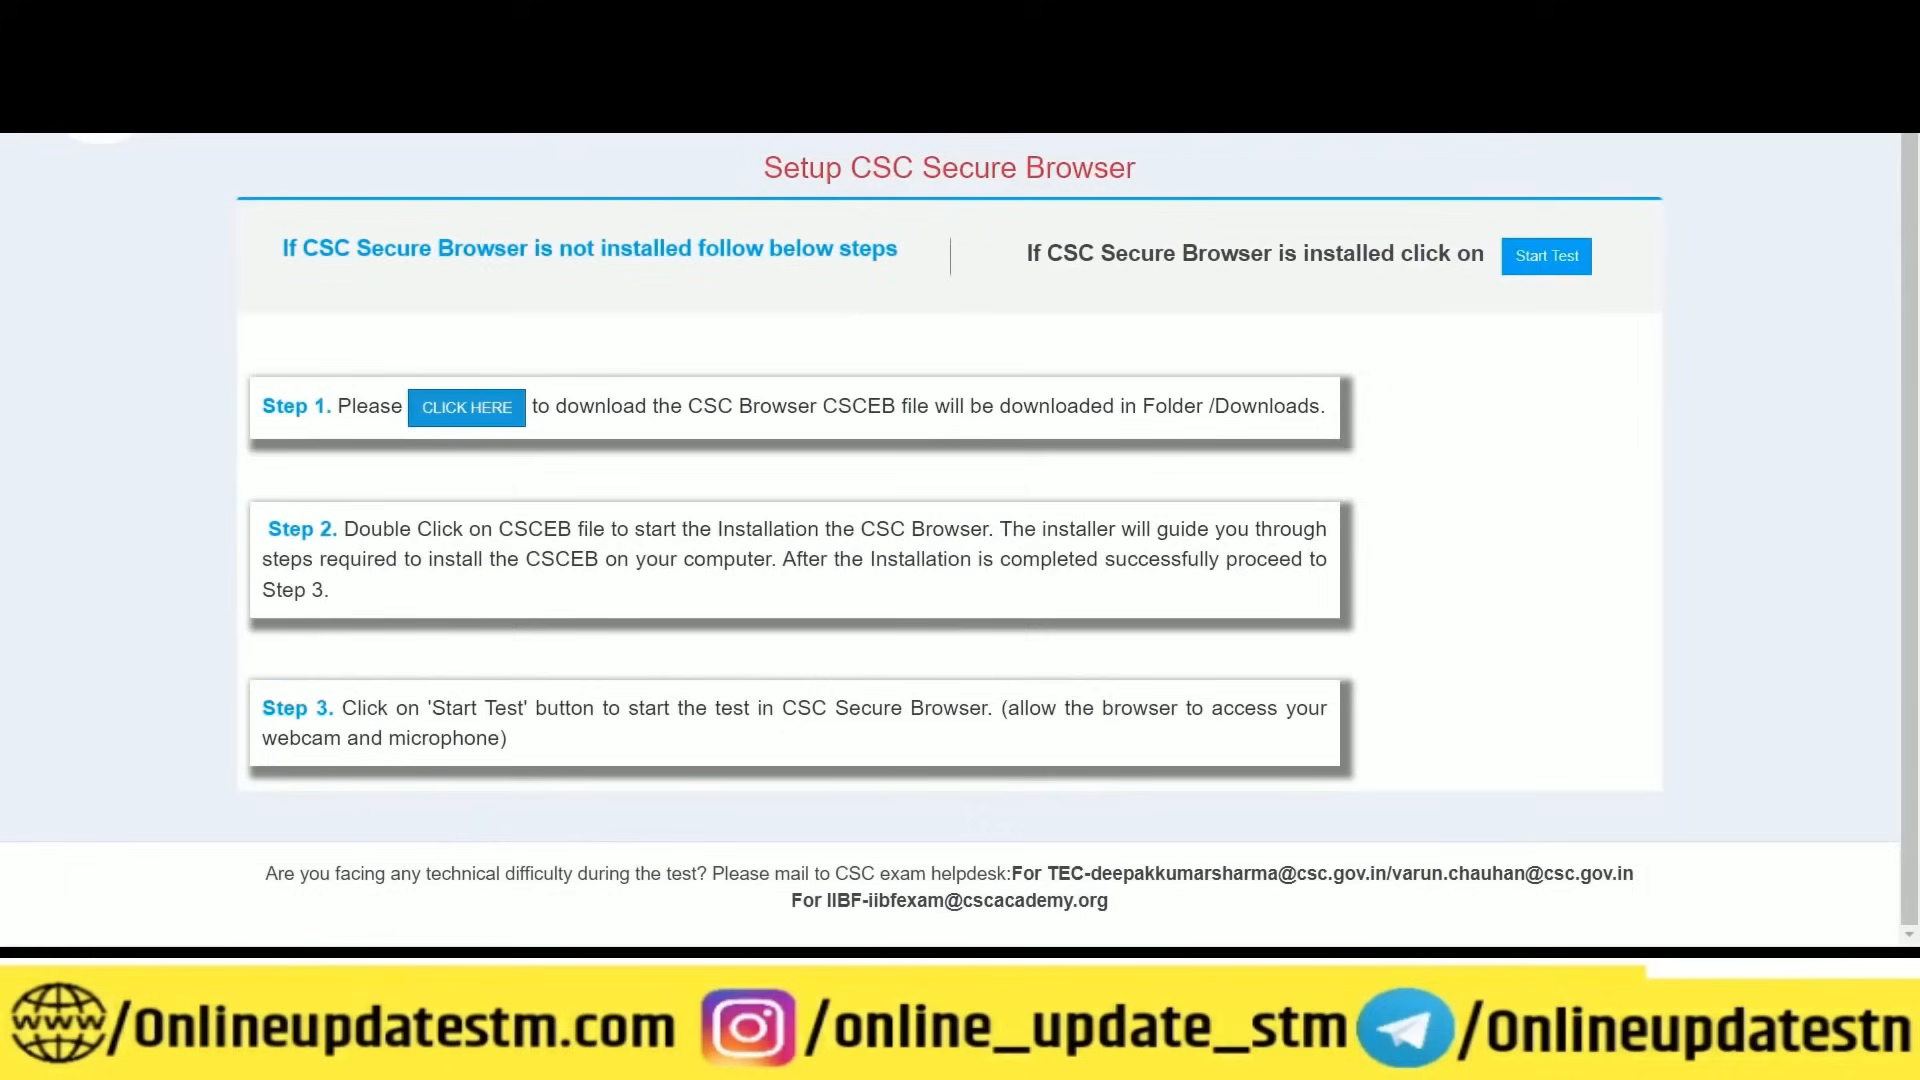 Setup CSC Secure Browser
If CSC Secure Browser is not installed follow below steps
If CSC Secure Browser is installed click on Start Test
Step 1. Please CLICK HERE to download the CSC Browser CSCEB file will be downloaded in Folder /Downloads.
Step 2. Double Click on CSCEB file to start the Installation the CSC Browser. The installer will guide you through
steps required to install the CSCEB on your computer. After the Installation is completed successfully proceed to
Step 3.
Step 3. Click on 'Start Test' button to start the test in CSC Secure Browser. (allow the browser to access your
webcam and microphone)
Are you facing any technical difficulty during the test? Please mail to CSC exam helpdesk:For TEC-deepakkumarsharma@csc.gov.in/varun.chauhan@csc.gov.in
For IIBF-iibfexam@cscacademy.org
www/Onlineupdatestm.com /online_update_stm /Onlineupdatestn